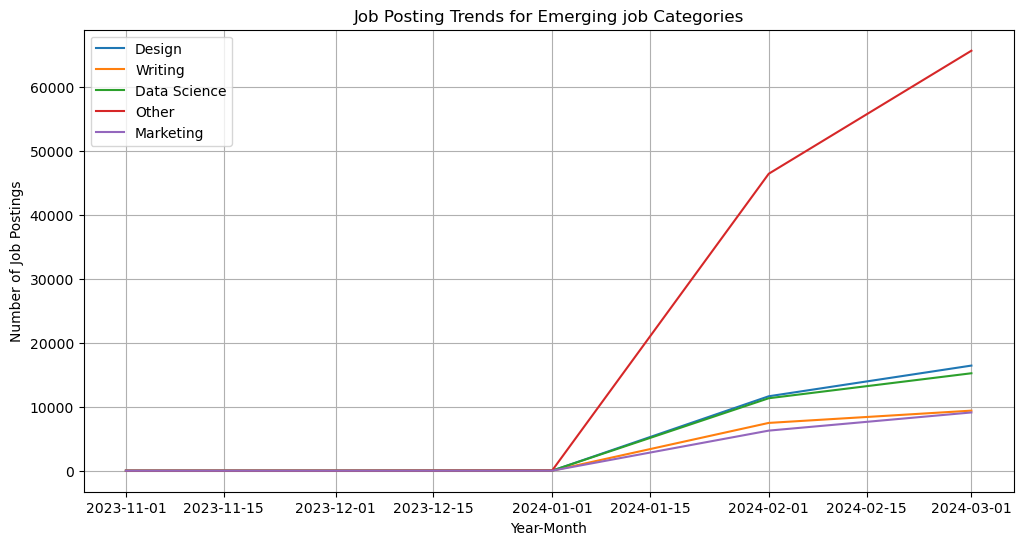 Job Posting Trends for Emerging job Categories
Design
Writing
Data Science
Other
Marketing
Number of Job Postings
60000
50000
40000
30000
20000
10000
0
2023-11-01 2023-11-15 2023-12-01 2023-12-15 2024-01-01 2024-01-15 2024-02-01 2024-02-15 2024-03-01
Year-Month